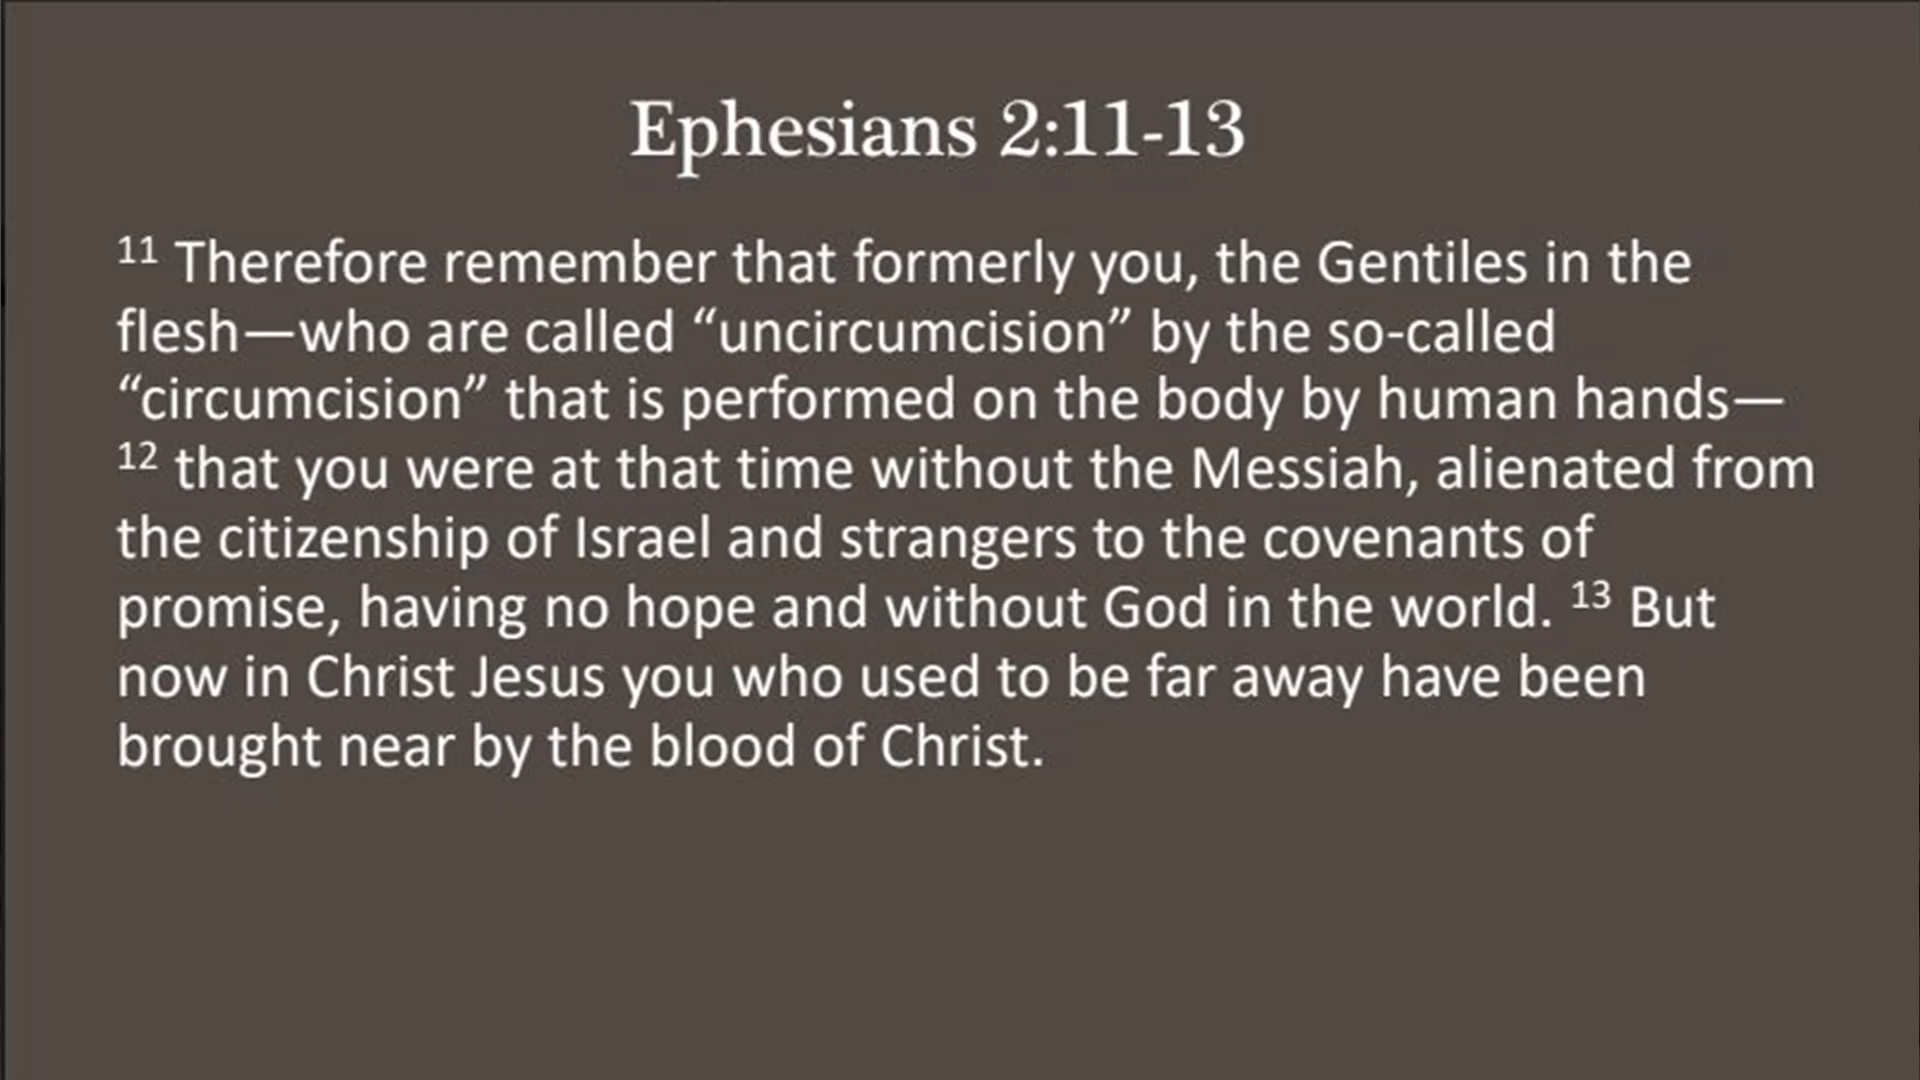 Ephesians 2:11-13
11 Therefore remember that formerly you, the Gentiles in the
flesh—who are called “uncircumcision” by the so-called
“circumcision” that is performed on the body by human hands—
12 that you were at that time without the Messiah, alienated from
the citizenship of Israel and strangers to the covenants of
promise, having no hope and without God in the world. 13 But
now in Christ Jesus you who used to be far away have been
brought near by the blood of Christ.